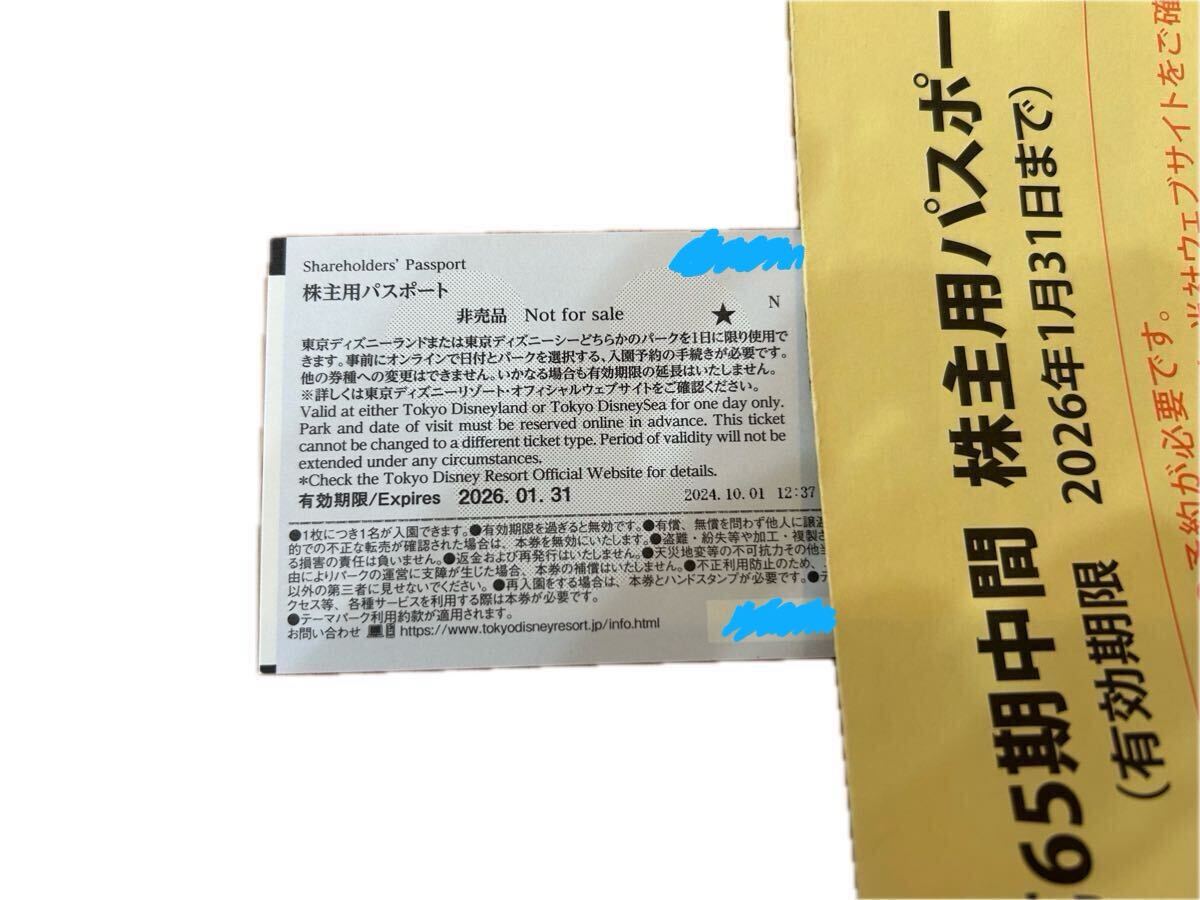 Shareholders' Passport
株主用パスポート
非売品 Not for sale
★ N
東京ディズニーランドまたは東京ディズニーシーどちらかのパークを1日に限り使用で
きます。事前にオンラインで日付とパークを選択する、入園予約の手続きが必要です。
他の券種への変更はできません。いかなる場合も有効期限の延長はいたしません。
※詳しくは東京ディズニーリゾート・オフィシャルウェブサイトをご確認ください。
Valid at either Tokyo Disneyland or Tokyo DisneySea for one day only.
Park and date of visit must be reserved online in advance. This ticket
cannot be changed to a different ticket type. Period of validity will not be
extended under any circumstances.
*Check the Tokyo Disney Resort Official Website for details.
有効期限/Expires 2026. 01. 31 2024. 10. 01 12:37
●1枚につき1名が入園できます。●有効期限を過ぎると無効です。●有償、無償を問わず他人に譲渡
的での不正な転売が確認された場合は、本券を無効にいたします。●盗難・紛失等や加工・複製さ
る損害の責任は負いません。●返金および再発行はいたしません。●天災地変等の不可抗力その他当
由によりパークの運営に支障が生じた場合、本券の補償はいたしません。●不正利用防止のため、
以外の第三者に見せないでください。●再入園をする場合は、本券とハンドスタンプが必要です。●デ
クセス等、各種サービスを利用する際は本券が必要です。
●テーマパーク利用約款が適用されます。
お問い合わせ https://www.tokyodisneyresort.jp/info.html
65期中間 株主用パスポー
(有効期限 2026年1月31日まで)
予約が必要です。
当社ウェブサイトをご確